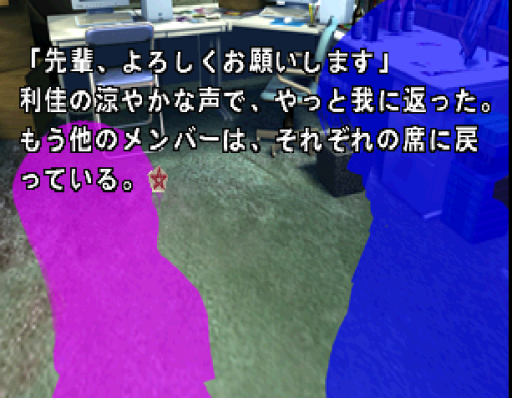 「先輩、よろしくお願いします」
利佳の涼やかな声で、やっと我に返った。
もう他のメンバーは、それぞれの席に戻
っている。